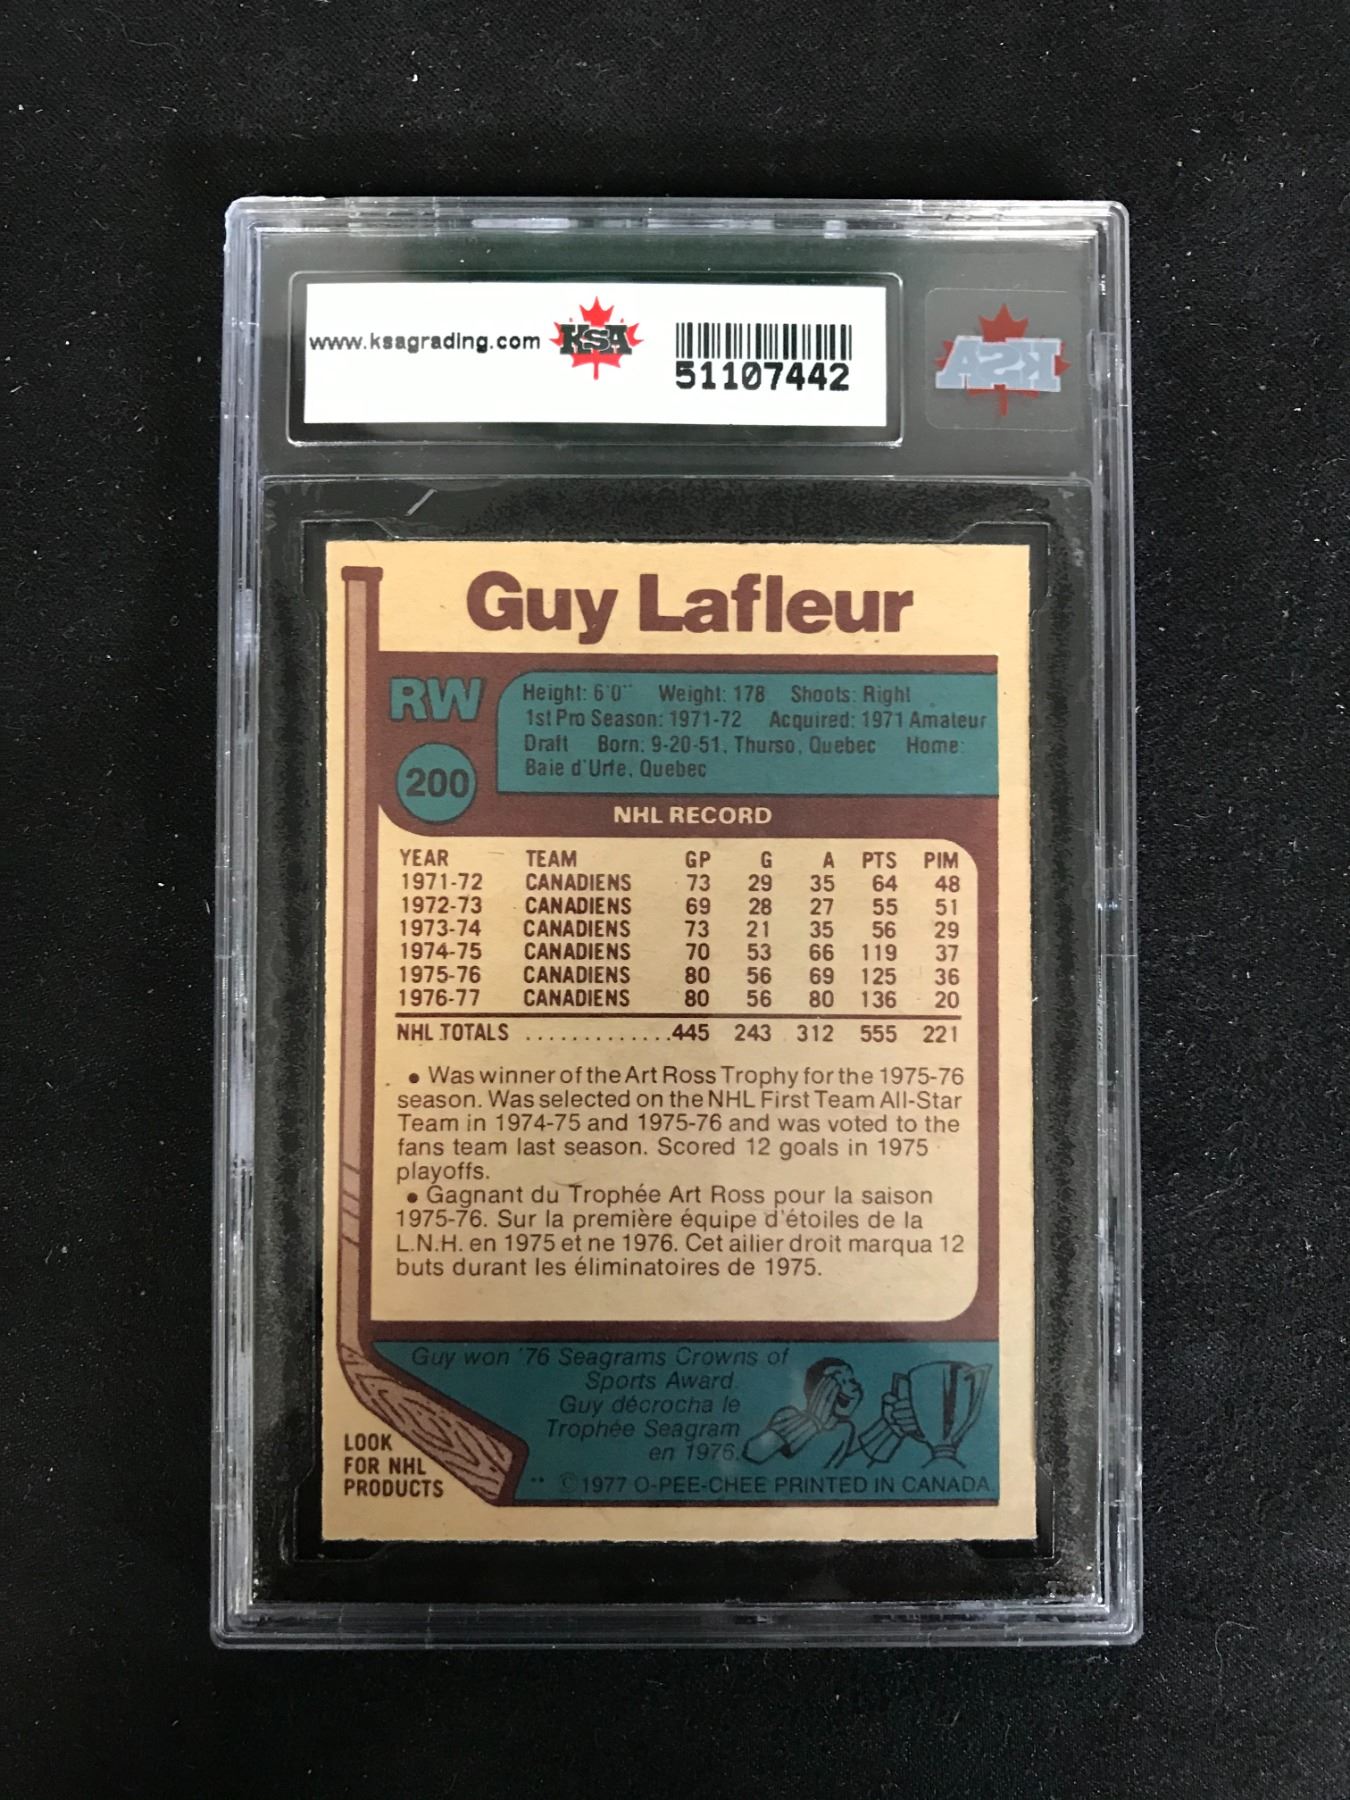 www.ksagrading.com KSA
51107442
KSA
Guy Lafleur
RW
200
Height: 6'0" Weight: 178 Shoots: Right
1st Pro Season: 1971-72 Acquired: 1971 Amateur
Draft Born: 9-20-51, Thurso, Quebec Home:
Baie d'Urfe, Quebec
NHL RECORD
YEAR TEAM GP G A PTS PIM
1971-72 CANADIENS 73 29 35 64 48
1972-73 CANADIENS 69 28 27 55 51
1973-74 CANADIENS 73 21 35 56 29
1974-75 CANADIENS 70 53 66 119 37
1975-76 CANADIENS 80 56 69 125 36
1976-77 CANADIENS 80 56 80 136 20
NHL TOTALS .............445 243 312 555 221
• Was winner of the Art Ross Trophy for the 1975-76
season. Was selected on the NHL First Team All-Star
Team in 1974-75 and 1975-76 and was voted to the
fans team last season. Scored 12 goals in 1975
playoffs.
• Gagnant du Trophée Art Ross pour la saison
1975-76. Sur la première équipe d'étoiles de la
L.N.H. en 1975 et ne 1976. Cet ailier droit marqua 12
buts durant les éliminatoires de 1975.
Guy won '76 Seagrams Crowns of
Sports Award.
Guy décrocha le
Trophée Seagram
en 1976.
LOOK
FOR NHL
PRODUCTS
** ©1977 O-PEE-CHEE PRINTED IN CANADA.